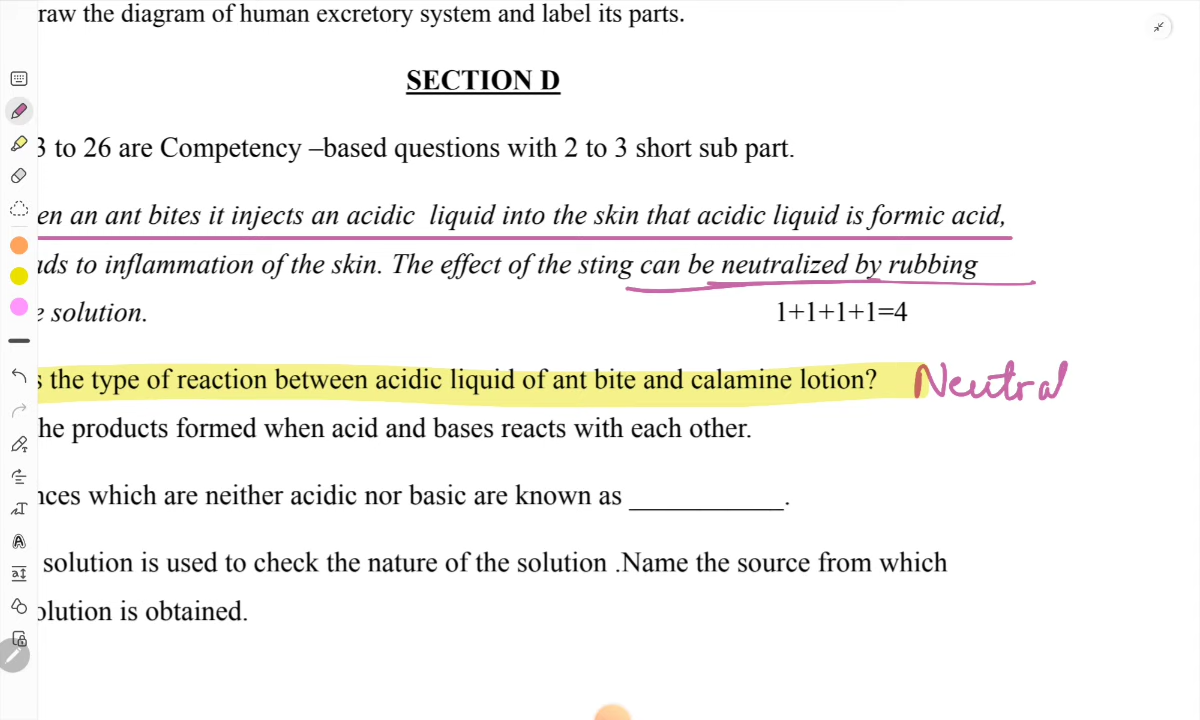 raw the diagram of human excretory system and label its parts.
SECTION D
3 to 26 are Competency –based questions with 2 to 3 short sub part.
en an ant bites it injects an acidic liquid into the skin that acidic liquid is formic acid,
ads to inflammation of the skin. The effect of the sting can be neutralized by rubbing
e solution. 1+1+1+1=4
s the type of reaction between acidic liquid of ant bite and calamine lotion? Neutral
he products formed when acid and bases reacts with each other.
nces which are neither acidic nor basic are known as ___________.
solution is used to check the nature of the solution .Name the source from which
olution is obtained.